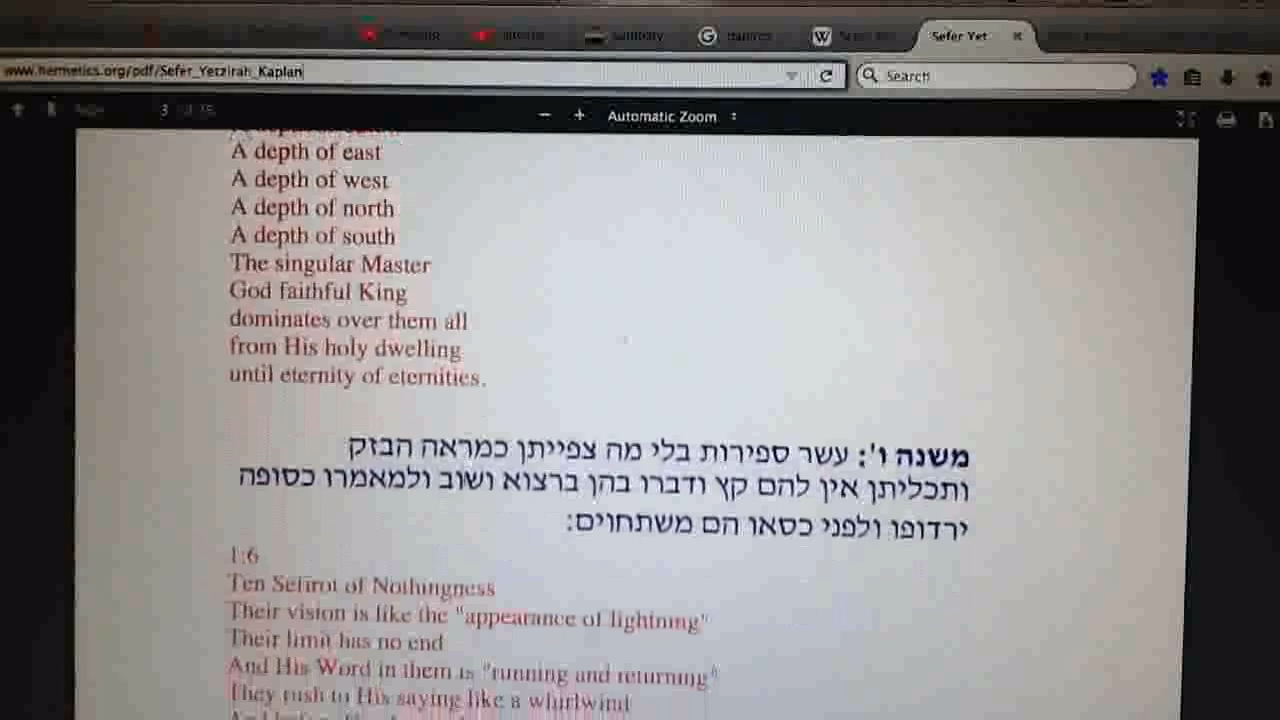 Sefer Yet
www.hermetics.org/pdf/Sefer_Yetzirah_Kaplan
Search
3
Automatic Zoom
A depth of east
A depth of west
A depth of north
A depth of south
The singular Master
God faithful King
dominates over them all
from His holy dwelling
until eternity of eternities.
משנה ו': עשר ספירות בלי מה צפייתן כמראה הבזק
ותכליתן אין להם קץ ודברו בהן ברצוא ושוב ולמאמרו כסופה
ירדופו ולפני כסאו הם משתחוים:
1:6
Ten Sefirot of Nothingness
Their vision is like the "appearance of lightning"
Their limit has no end
And His Word in them is "running and returning"
They rush to His saying like a whirlwind